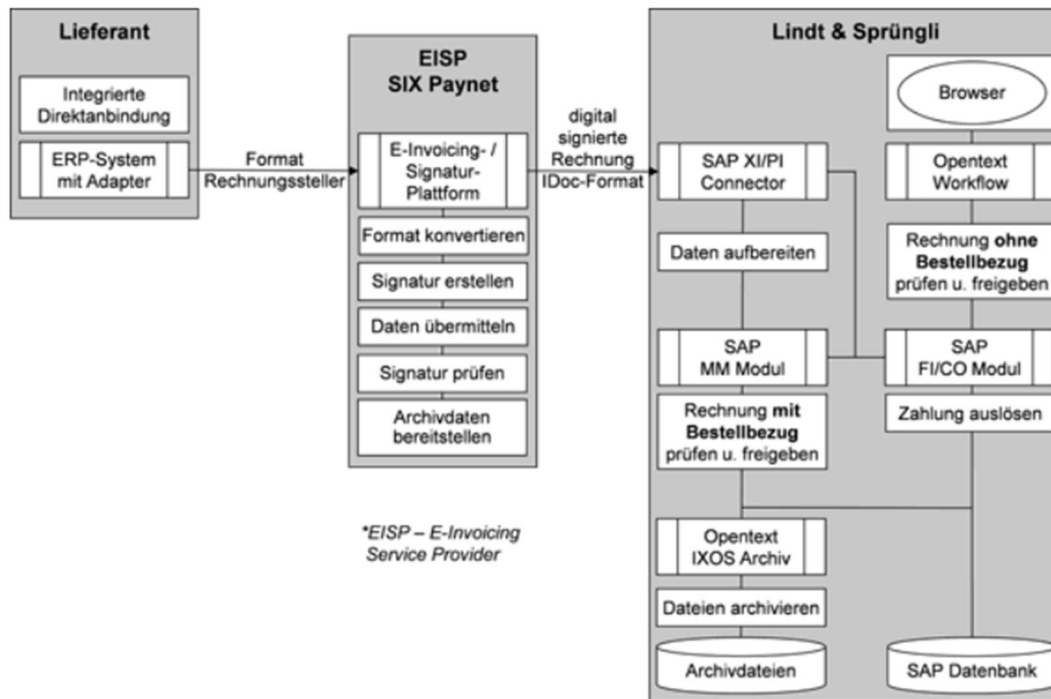 Lieferant
Integrierte
Direktanbindung
ERP-System
mit Adapter
Format
Rechnungssteller
EISP
SIX Paynet
E-Invoicing- /
Signatur-
Plattform
Format konvertieren
Signatur erstellen
Daten übermitteln
Signatur prüfen
Archivdaten
bereitstellen
*EISP – E-Invoicing
Service Provider
digital
signierte
Rechnung
IDoc-Format
Lindt & Sprüngli
SAP XI/PI
Connector
Daten aufbereiten
SAP
MM Modul
Rechnung mit
Bestellbezug
prüfen u. freigeben
Opentext
IXOS Archiv
Dateien archivieren
Archivdateien
Browser
Opentext
Workflow
Rechnung ohne
Bestellbezug
prüfen u. freigeben
SAP
FI/CO Modul
Zahlung auslösen
SAP Datenbank